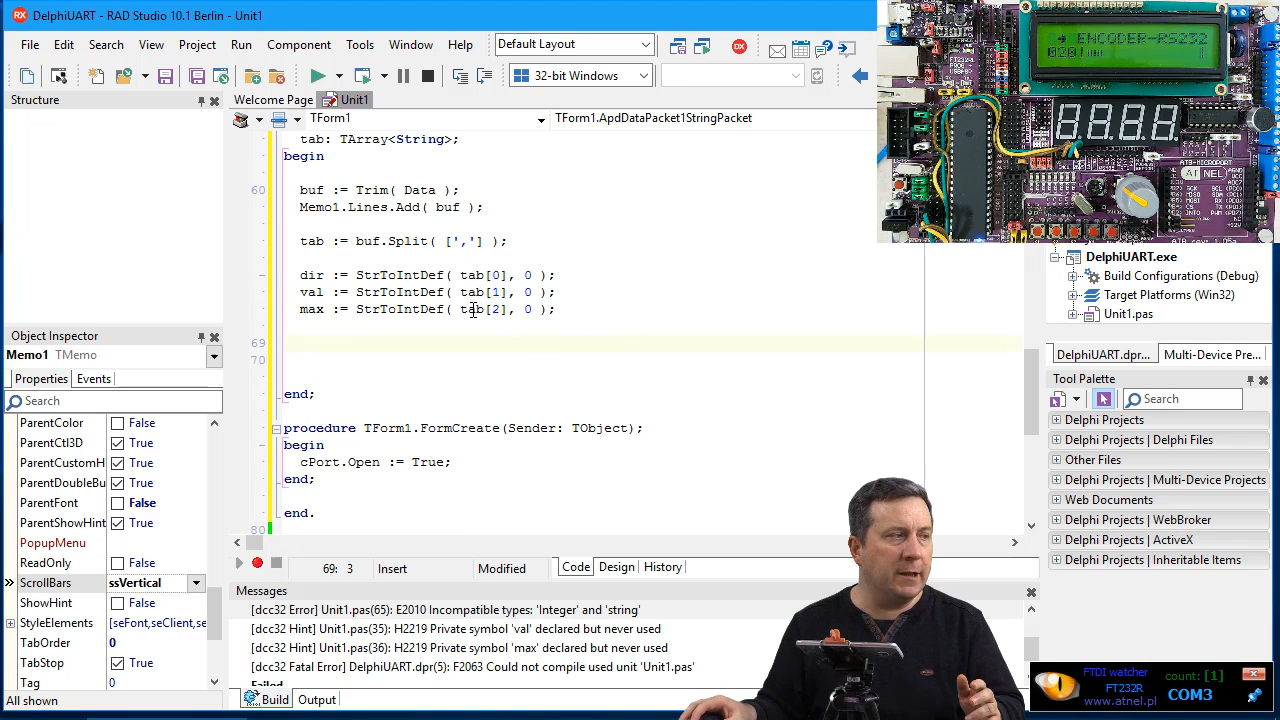 DelphiUART - RAD Studio 10.1 Berlin - Unit1
File Edit Search View Refactor Project Run Component Tools Window Help
Default Layout
32-bit Windows
Structure
Welcome Page Unit1
TForm1 TForm1.ApdDataPacket1StringPacket
tab: TArray<String>;
begin
60 buf := Trim( Data );
Memo1.Lines.Add( buf );
tab := buf.Split( [','] );
dir := StrToIntDef( tab[0], 0 );
val := StrToIntDef( tab[1], 0 );
max := StrToIntDef( tab[2], 0 );
69
70
end;
procedure TForm1.FormCreate(Sender: TObject);
begin
cPort.Open := True;
end;
end.
80
69: 3 Insert Modified Code Design History
Object Inspector
Memo1 TMemo
Properties Events
Search
ParentColor False
ParentCtl3D True
ParentCustomH True
ParentDoubleBu True
ParentFont False
ParentShowHint True
PopupMenu
ReadOnly False
ScrollBars ssVertical
ShowHint False
StyleElements [seFont,seClient,se
TabOrder 0
TabStop True
Tag 0
All shown
Messages
[dcc32 Error] Unit1.pas(65): E2010 Incompatible types: 'Integer' and 'string'
[dcc32 Hint] Unit1.pas(35): H2219 Private symbol 'val' declared but never used
[dcc32 Hint] Unit1.pas(36): H2219 Private symbol 'max' declared but never used
[dcc32 Fatal Error] DelphiUART.dpr(5): F2063 Could not compile used unit 'Unit1.pas'
Failed
Build Output
ENCODER-RS232
ATNEL
ATB-MICROPORT
DelphiUART.exe
Build Configurations (Debug)
Target Platforms (Win32)
Unit1.pas
DelphiUART.dpr... Multi-Device Pre...
Tool Palette
Search
Delphi Projects
Delphi Projects | Delphi Files
Other Files
Delphi Projects | Multi-Device Projects
Web Documents
Delphi Projects | WebBroker
Delphi Projects | ActiveX
Delphi Projects | Inheritable Items
FTDI watcher count: [1]
FT232R
COM3
www.atnel.pl